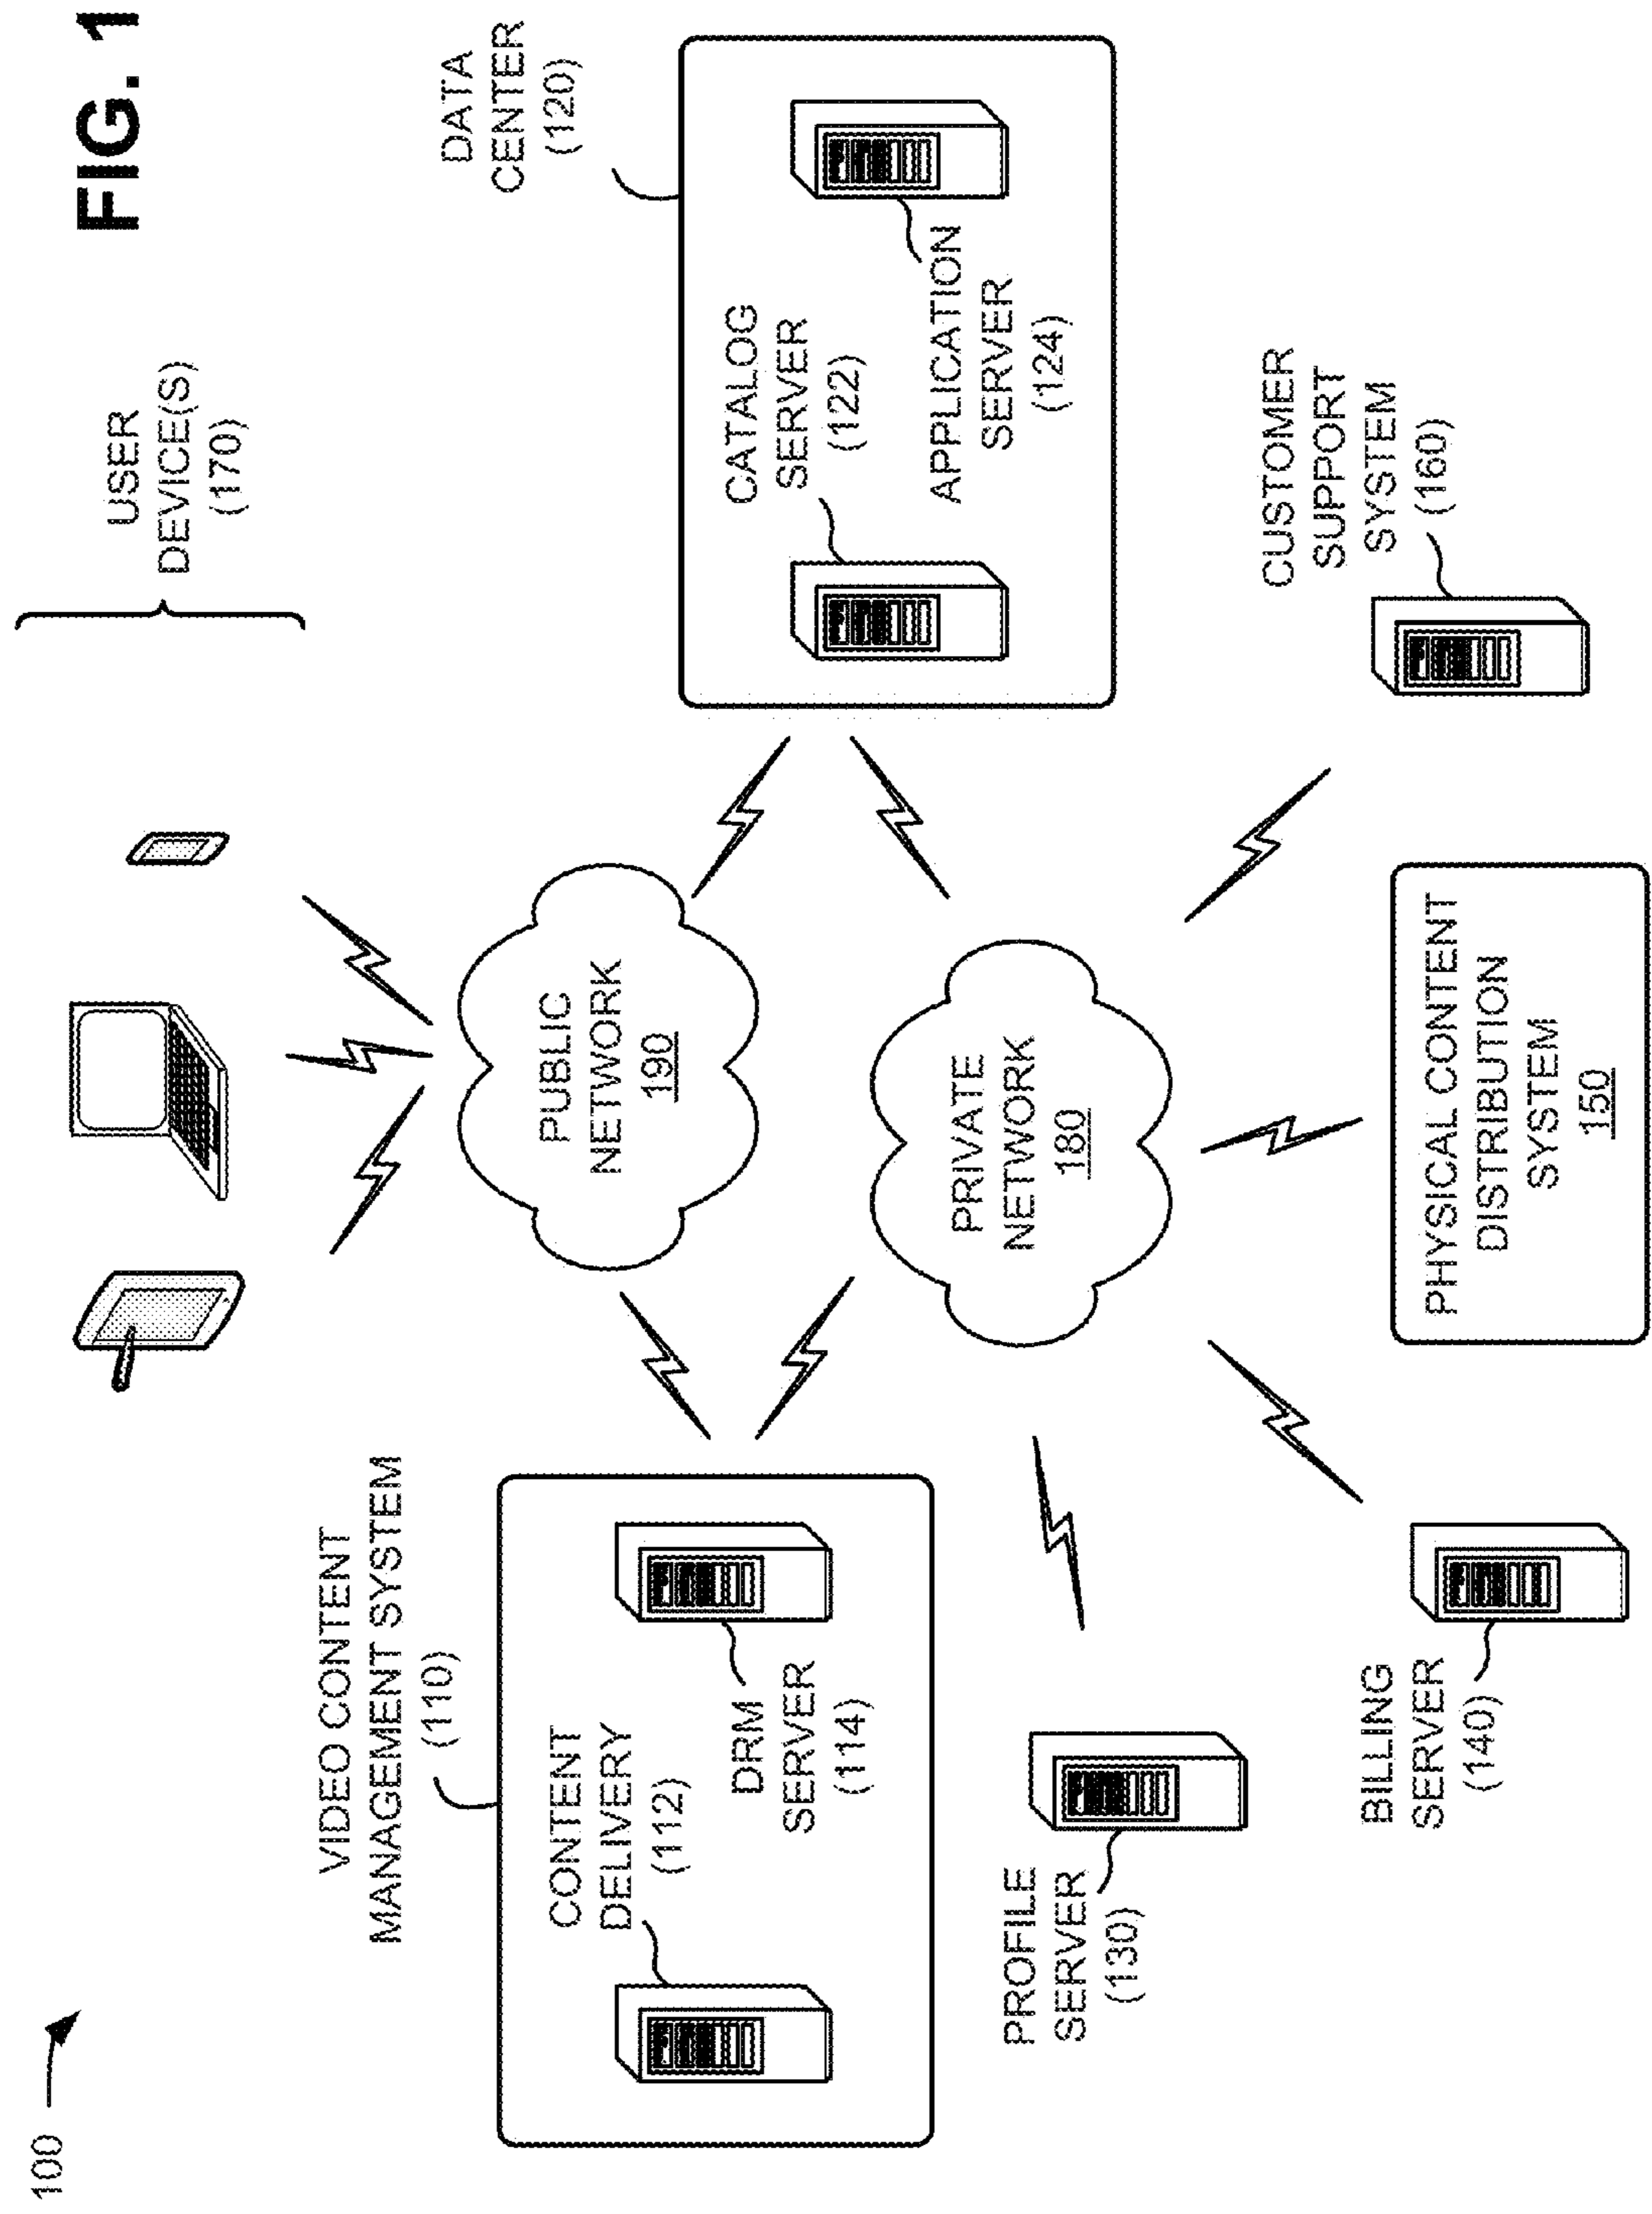 FIG. 1
100
USER
DEVICE(S)
(170)
VIDEO CONTENT
MANAGEMENT SYSTEM
(110)
CONTENT
DELIVERY
(112)
DRM
SERVER
(114)
PUBLIC
NETWORK
190
DATA
CENTER
(120)
CATALOG
SERVER
(122)
APPLICATION
SERVER
(124)
PRIVATE
NETWORK
180
PROFILE
SERVER
(130)
BILLING
SERVER
(140)
PHYSICAL CONTENT
DISTRIBUTION
SYSTEM
150
CUSTOMER
SUPPORT
SYSTEM
(160)